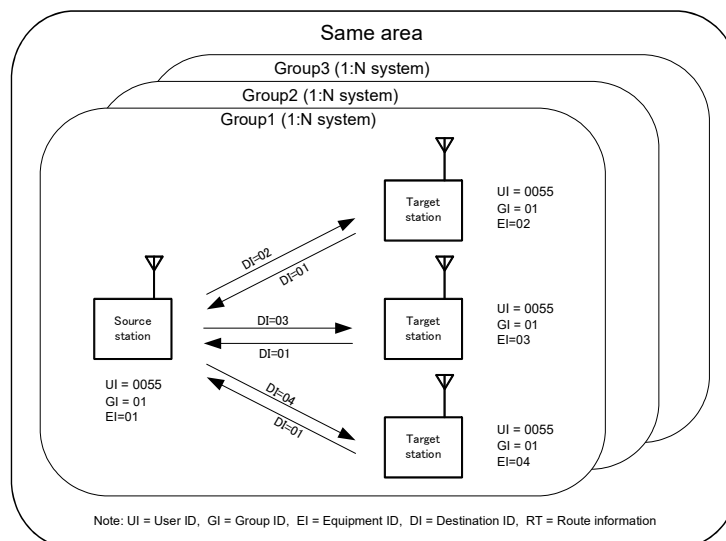 Same area
Group3 (1:N system)
Group2 (1:N system)
Group1 (1:N system)
Target
station
UI = 0055
GI = 01
EI=02
DI=02
DI=01
Source
station
UI = 0055
GI = 01
EI=01
DI=03
DI=01
Target
station
UI = 0055
GI = 01
EI=03
DI=04
DI=01
Target
station
UI = 0055
GI = 01
EI=04
Note: UI = User ID, GI = Group ID, EI = Equipment ID, DI = Destination ID, RT = Route information